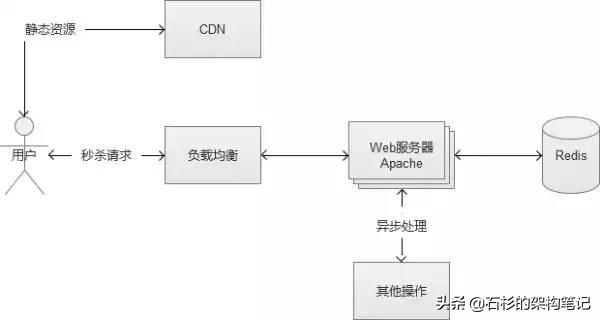 静态资源
CDN
用户
秒杀请求
负载均衡
Web服务器
Apache
Redis
异步处理
其他操作
头条 @石杉的架构笔记